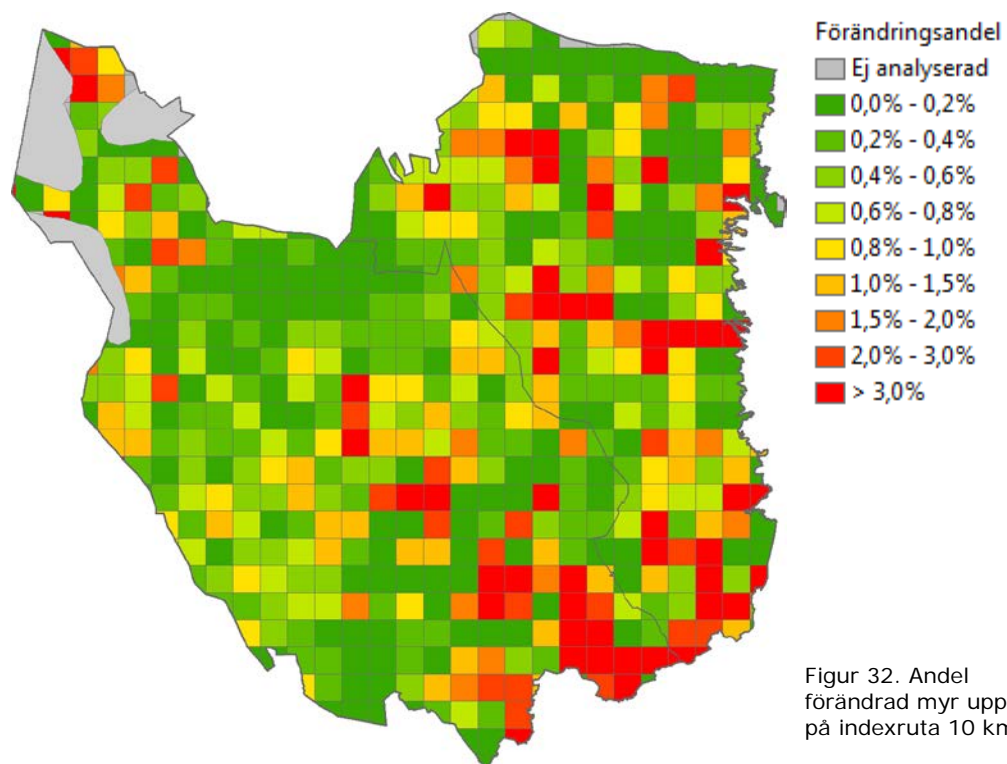 Förändringsandel
Ej analyserad
0,0% - 0,2%
0,2% - 0,4%
0,4% - 0,6%
0,6% - 0,8%
0,8% - 1,0%
1,0% - 1,5%
1,5% - 2,0%
2,0% - 3,0%
> 3,0%
Figur 32. Andel
förändrad myr upp
på indexruta 10 km